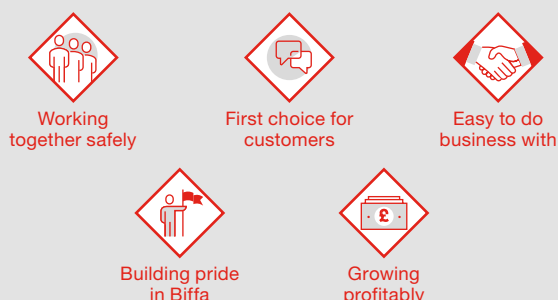 Working
together safely
First choice for
customers
Easy to do
business with
£
Building pride
in Biffa
Growing
profitably